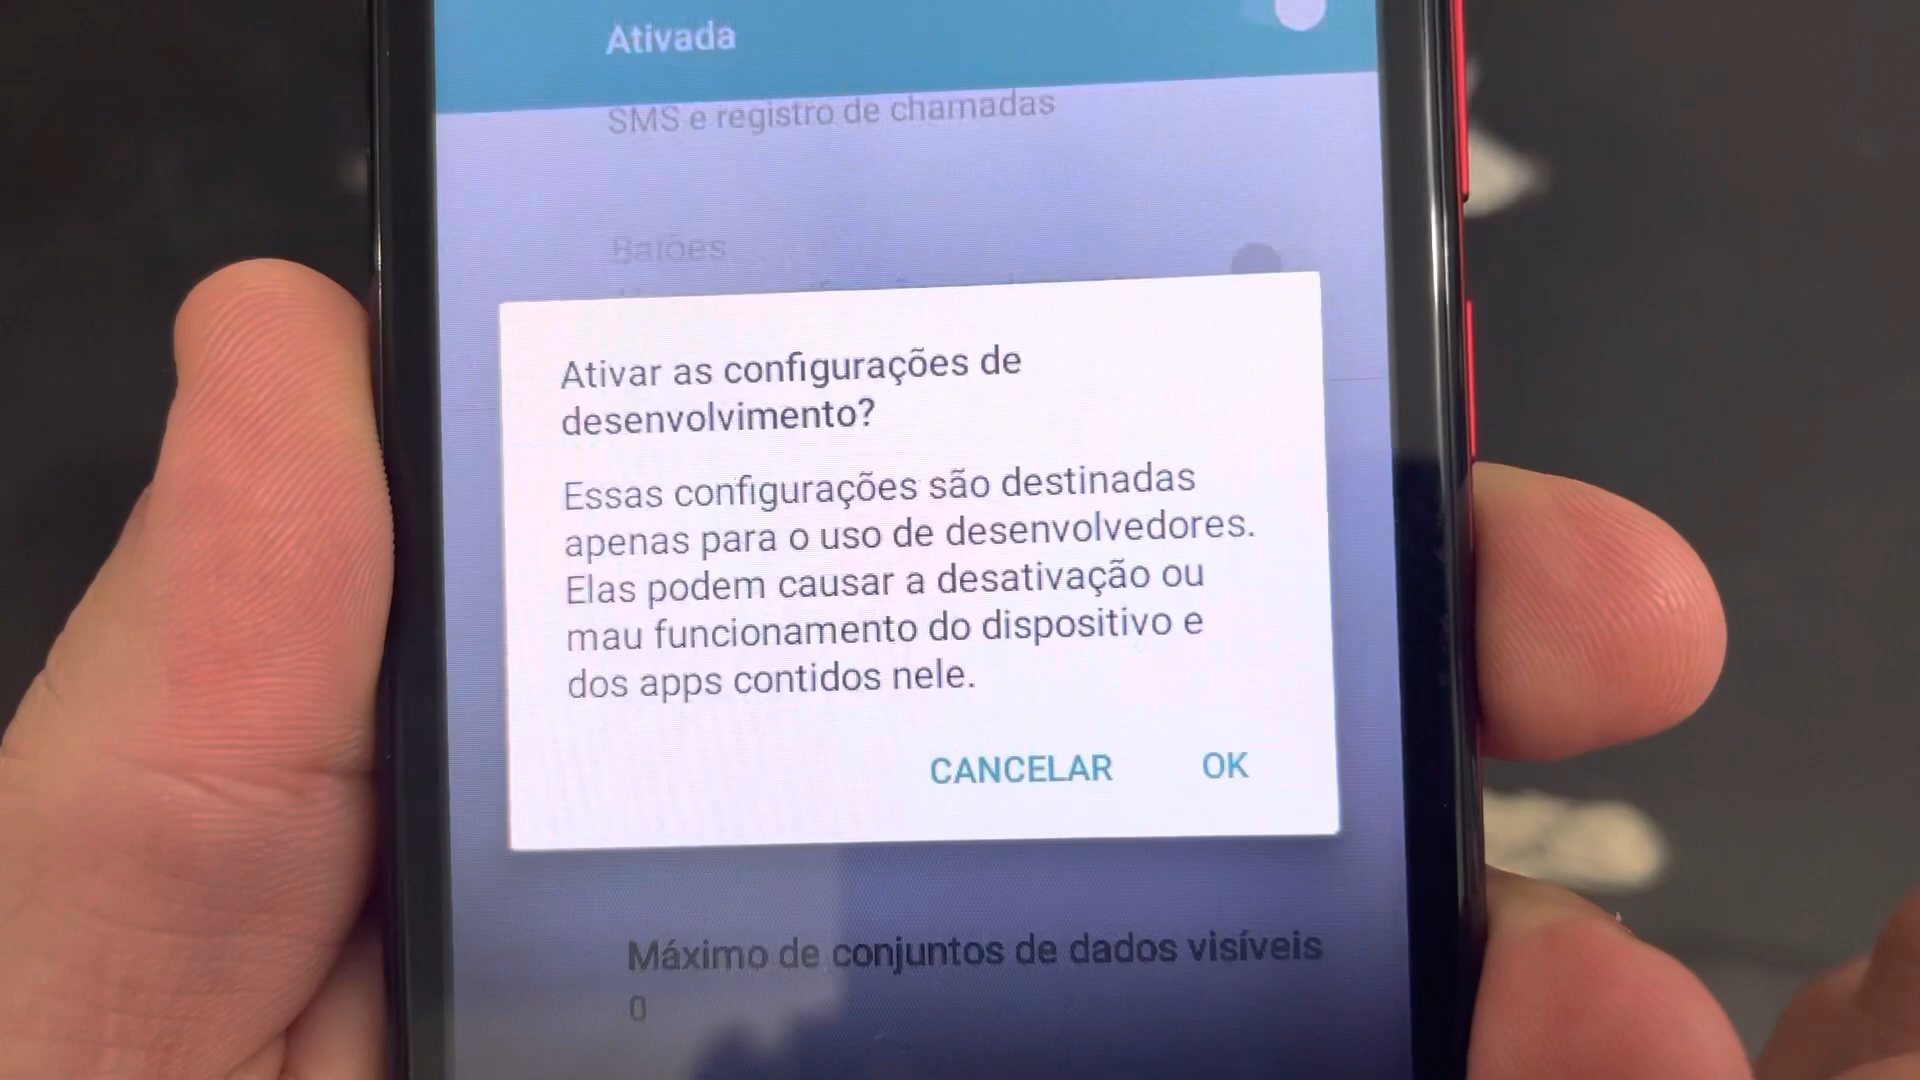 Ativada
SMS e registro de chamadas
Balões
Ativar as configurações de
desenvolvimento?
Essas configurações são destinadas
apenas para o uso de desenvolvedores.
Elas podem causar a desativação ou
mau funcionamento do dispositivo e
dos apps contidos nele.
CANCELAR OK
Máximo de conjuntos de dados visíveis
0